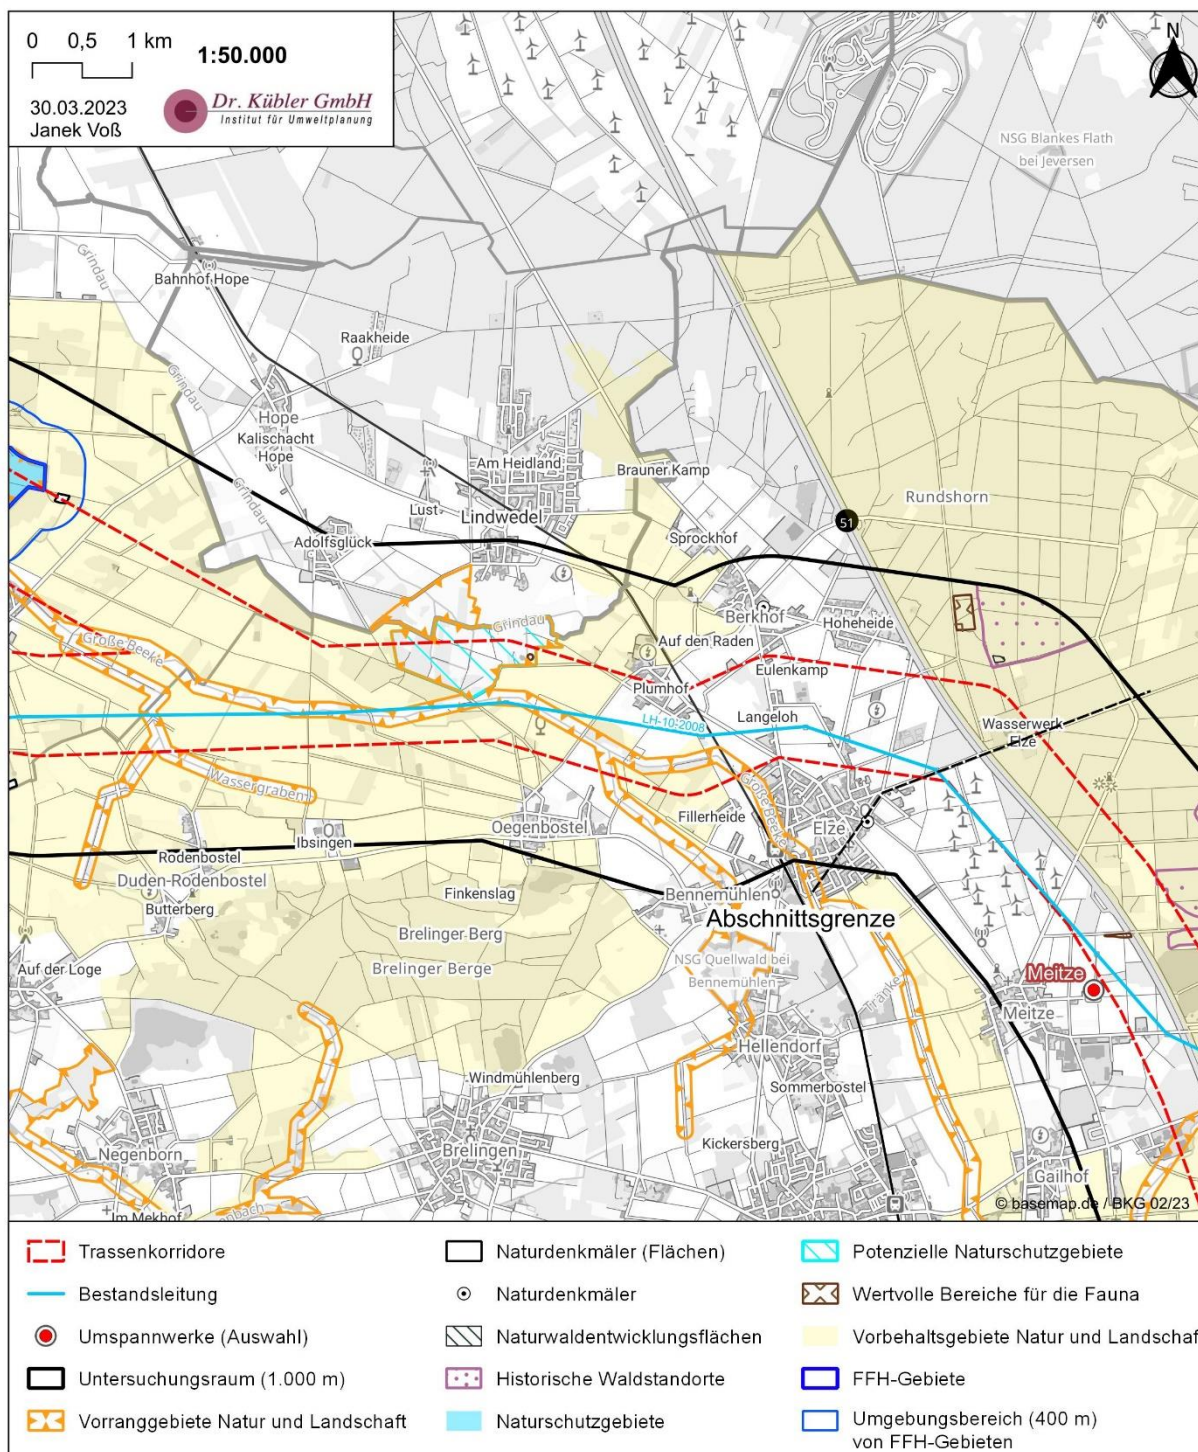 0 0,5 1 km
1:50.000
30.03.2023
Janek Voß
Dr. Kübler GmbH
Institut für Umweltplanung
N
NSG Blankes Flath
bei Jeversen
Grindau
Bahnhof Hope
Raakheide
Grindau
Hope
Kalischacht
Hope
Am Heidland
Brauner Kamp
Rundshorn
Grindau
Lust
Lindwedel
51
Adolfsglück
Sprockhof
Grindau
Berkhof
Hoheheide
Große Beeke
Auf den Raden
Eulenkamp
Plumhof
Langeloh
LH-10-2008
Wasserwerk
Elze
Wassergraben
Große Beeke
Fillerheide
Oegenbostel
Elze
Ibsingen
Rodenbostel
Duden-Rodenbostel
Finkenslag
Bennemühlen
Butterberg
Abschnittsgrenze
Brelinger Berg
NSG Quellwald bei
Bennemühlen
Brelinger Berge
Auf der Loge
Meitze
Tränke
Meitze
Hellendorf
Windmühlenberg
Sommerbostel
Kickersberg
Negenborn
Brelingen
Gailhof
Im Mekhof
© basemap.de / BKG 02/23
Trassenkorridore
Bestandsleitung
Umspannwerke (Auswahl)
Untersuchungsraum (1.000 m)
Vorranggebiete Natur und Landschaft
Naturdenkmäler (Flächen)
Naturdenkmäler
Naturwaldentwicklungsflächen
Historische Waldstandorte
Naturschutzgebiete
Potenzielle Naturschutzgebiete
Wertvolle Bereiche für die Fauna
Vorbehaltsgebiete Natur und Landschaf
FFH-Gebiete
Umgebungsbereich (400 m)
von FFH-Gebieten